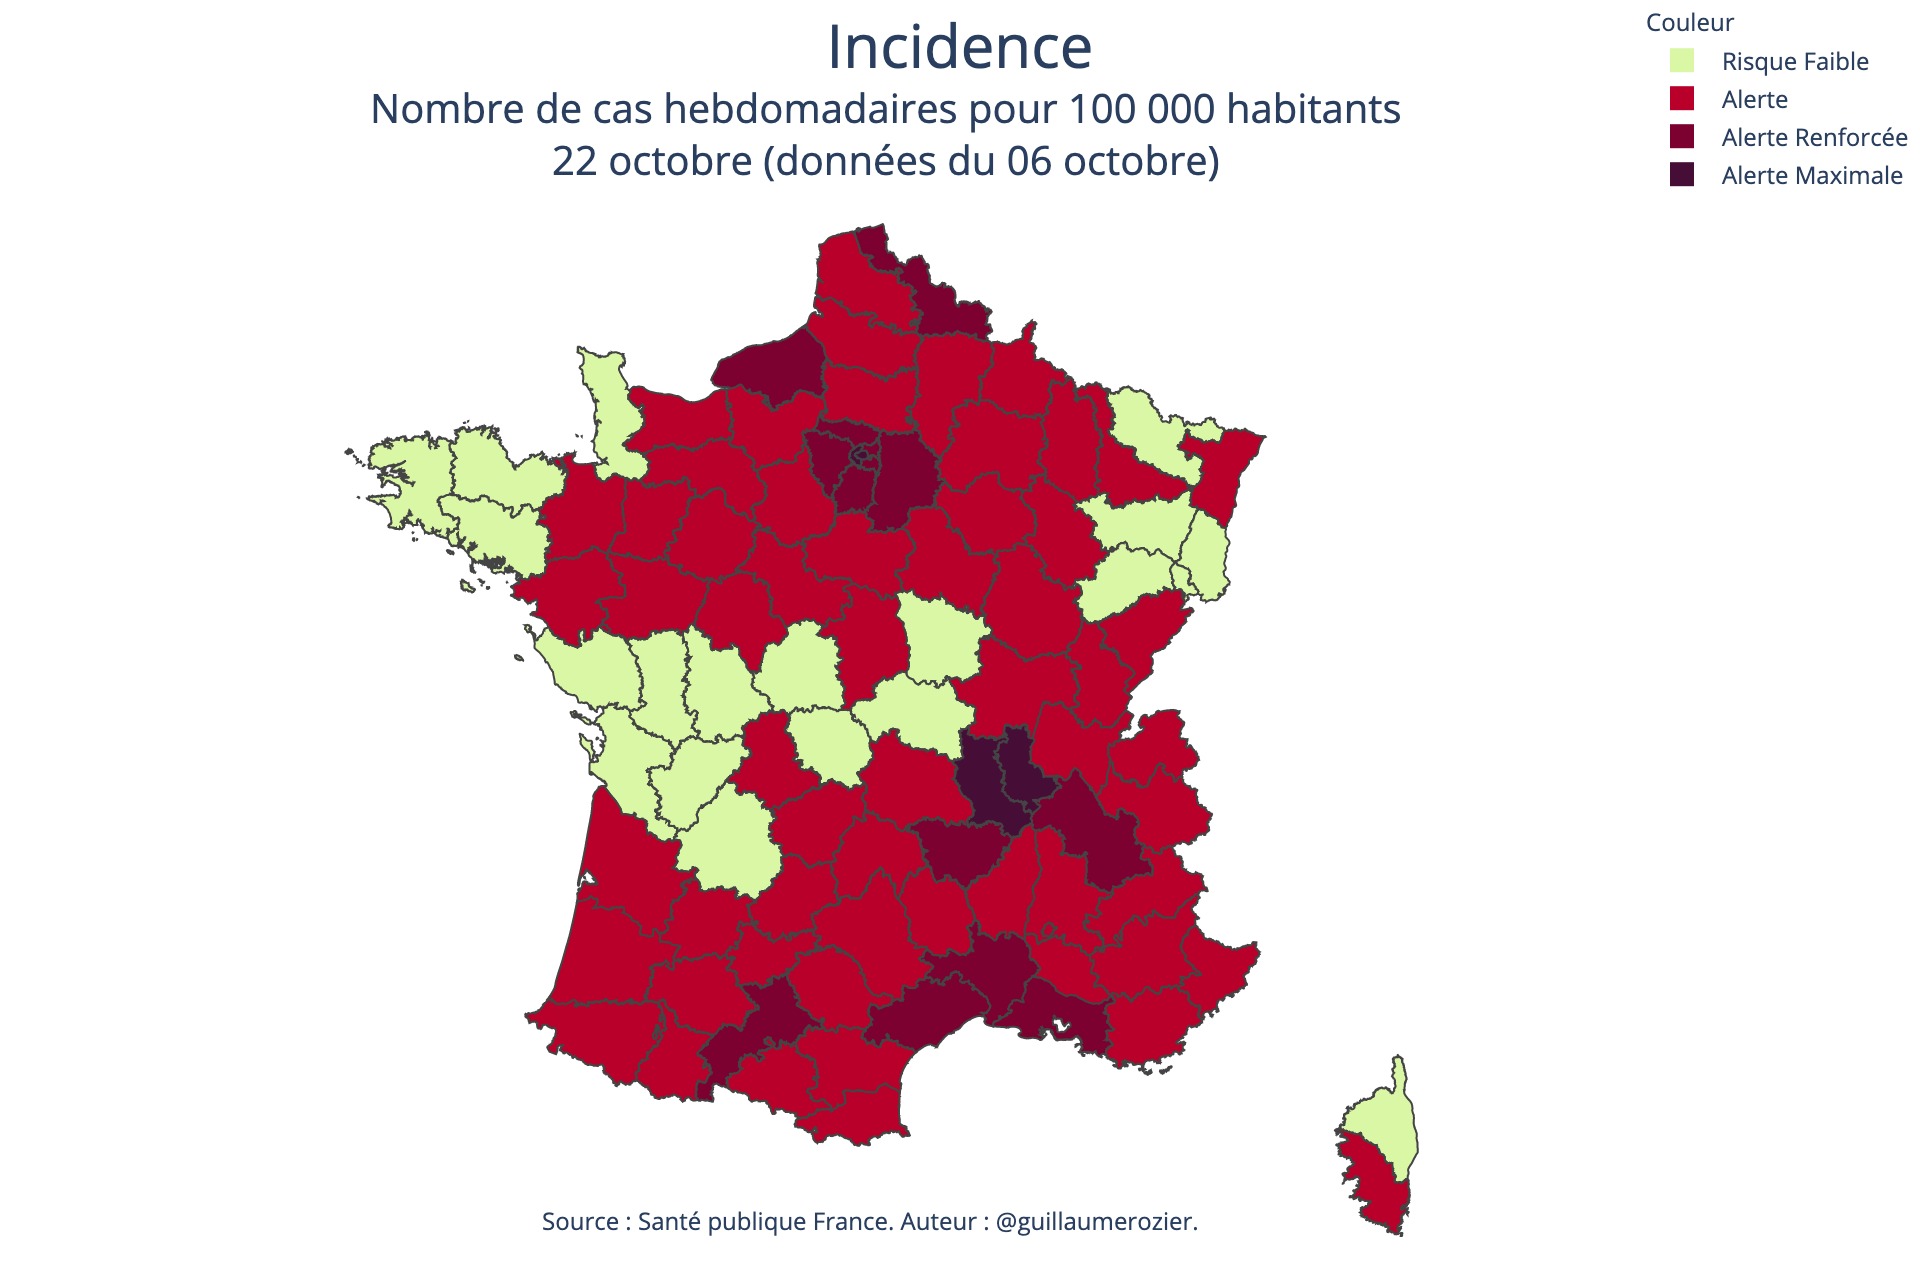 Incidence
Nombre de cas hebdomadaires pour 100 000 habitants
22 octobre (données du 06 octobre)
Couleur
Risque Faible
Alerte
Alerte Renforcée
Alerte Maximale
Source : Santé publique France. Auteur : @guillaumerozier.